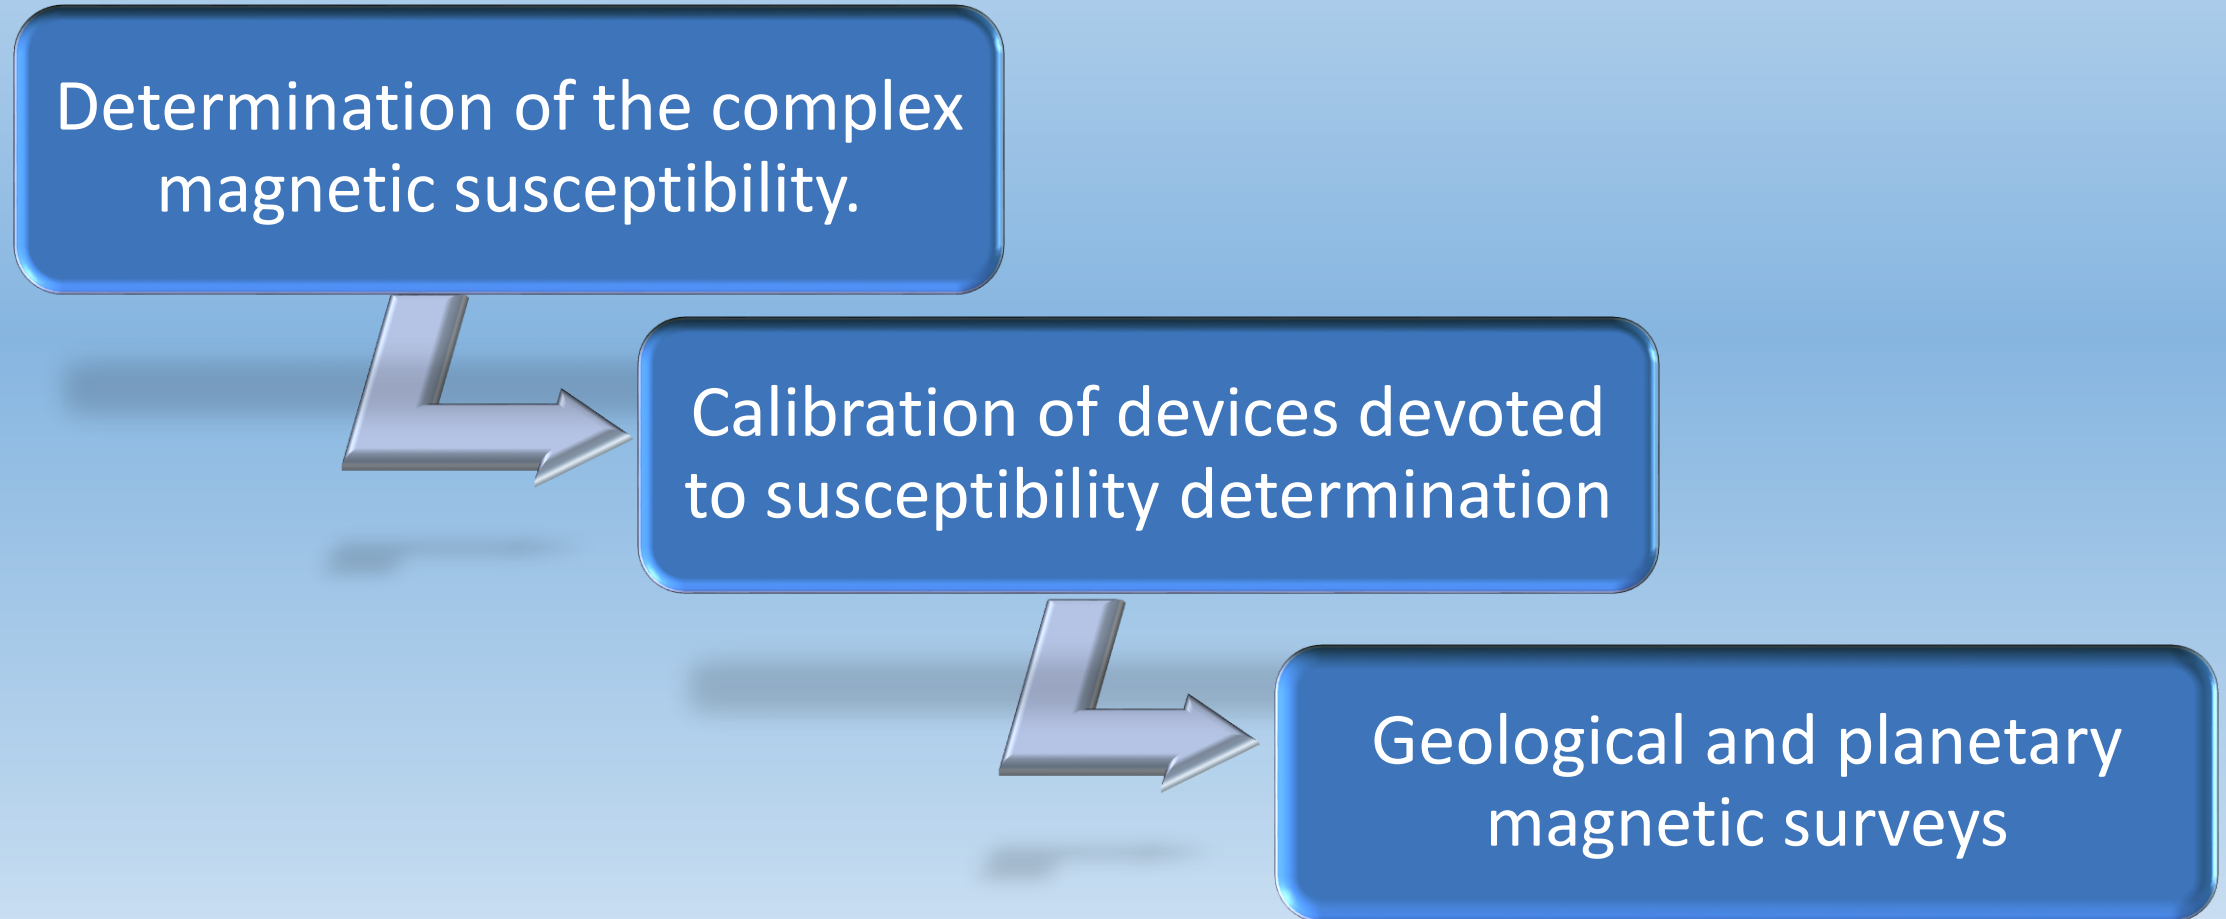 Determination of the complex
magnetic susceptibility.
Calibration of devices devoted
to susceptibility determination
Geological and planetary
magnetic surveys